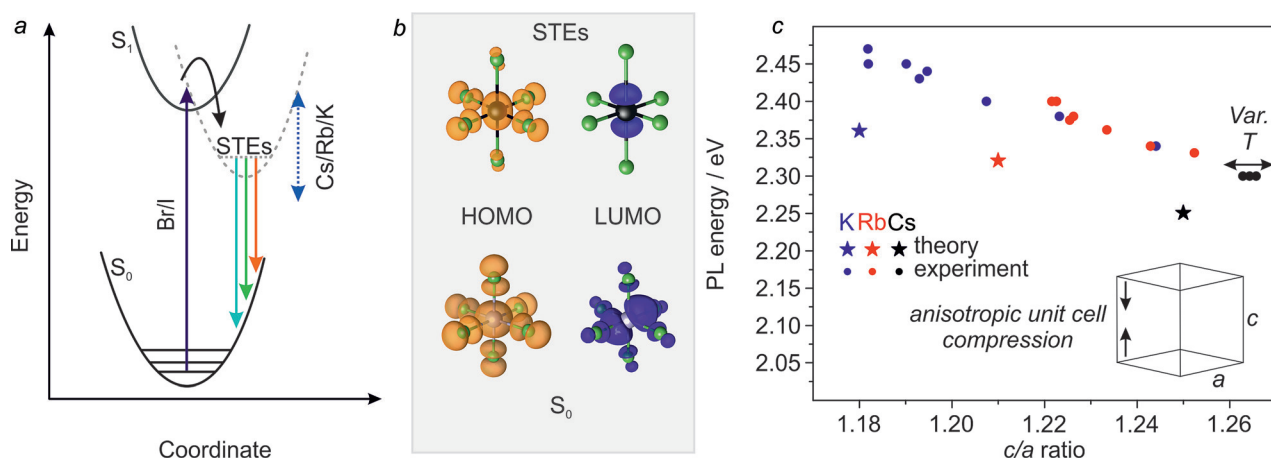 a
Energy
Coordinate
S1
S0
STEs
Br/I
Cs/Rb/K
b
STEs
HOMO
LUMO
S0
c
PL energy / eV
2.45
2.40
2.35
2.30
2.25
2.20
2.15
2.10
2.05
Var.
T
KRbCs
theory
experiment
anisotropic unit cell
compression
c
a
1.18
1.20
1.22
1.24
1.26
c/a ratio